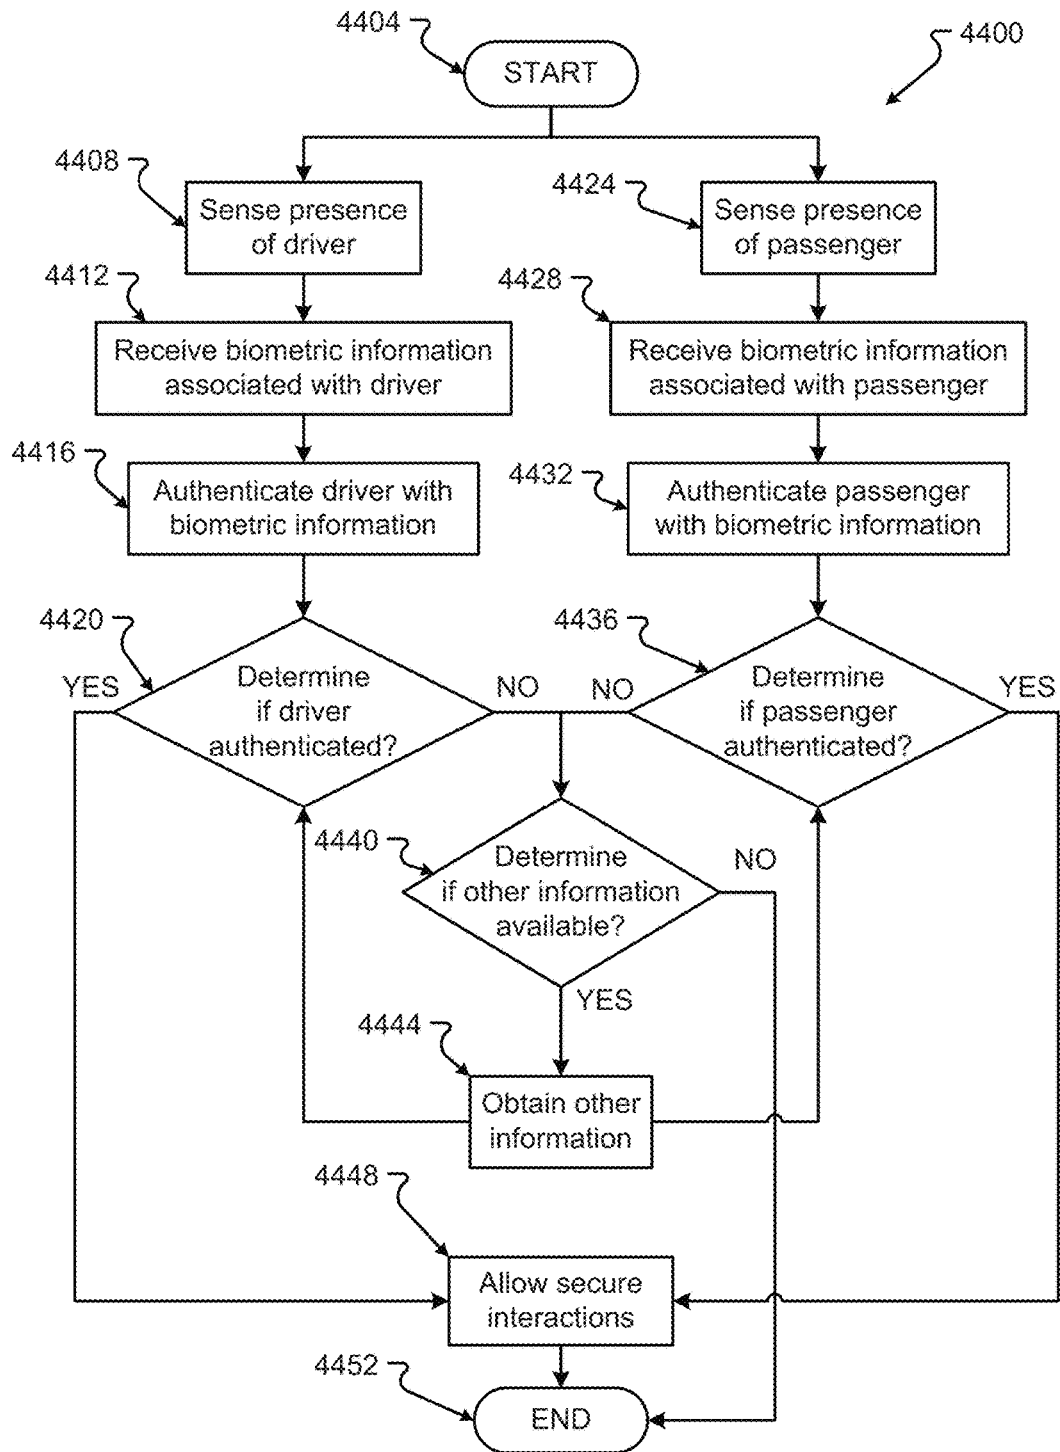 4404
START
4400
4408
Sense presence
of driver
4424
Sense presence
of passenger
4412
Receive biometric information
associated with driver
4428
Receive biometric information
associated with passenger
4416
Authenticate driver with
biometric information
4432
Authenticate passenger
with biometric information
4420
YES
Determine
if driver
authenticated?
NO
4436
NO
Determine
if passenger
authenticated?
YES
4440
Determine
if other information
available?
NO
YES
4444
Obtain other
information
4448
Allow secure
interactions
4452
END